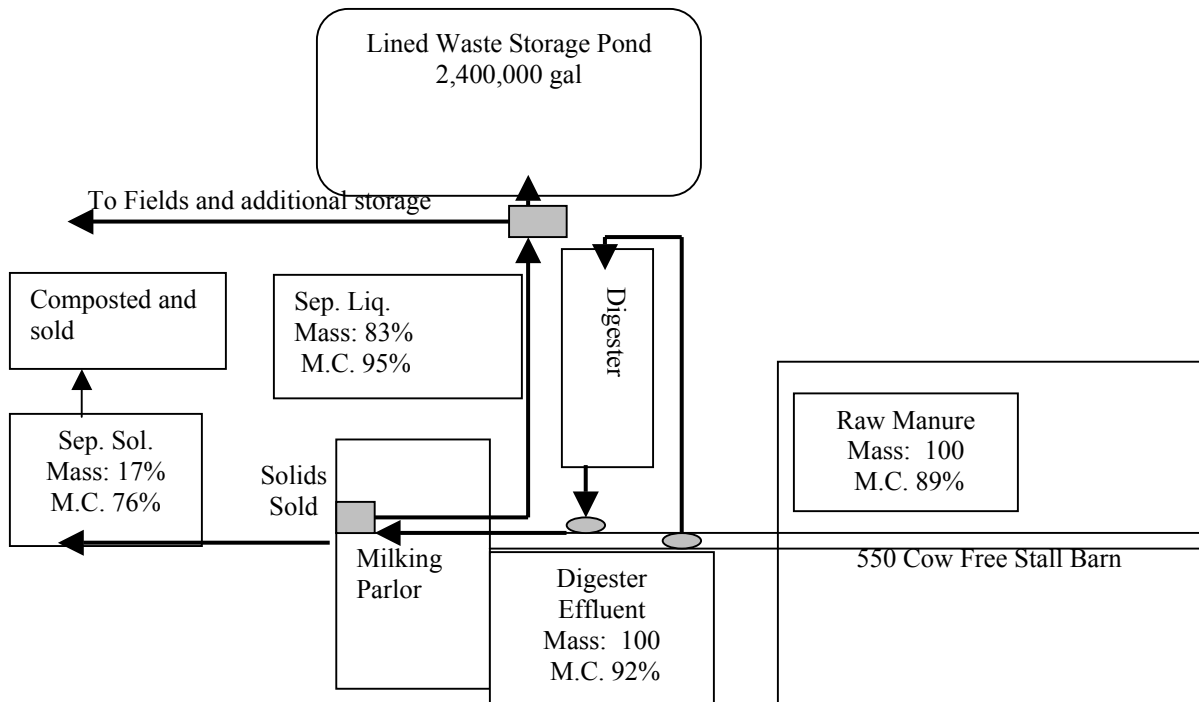 Lined Waste Storage Pond
2,400,000 gal
To Fields and additional storage
Composted and
sold
Sep. Liq.
Mass: 83%
M.C. 95%
Digester
Raw Manure
Mass: 100
M.C. 89%
Sep. Sol.
Mass: 17%
M.C. 76%
Solids
Sold
Milking
Parlor
550 Cow Free Stall Barn
Digester
Effluent
Mass: 100
M.C. 92%